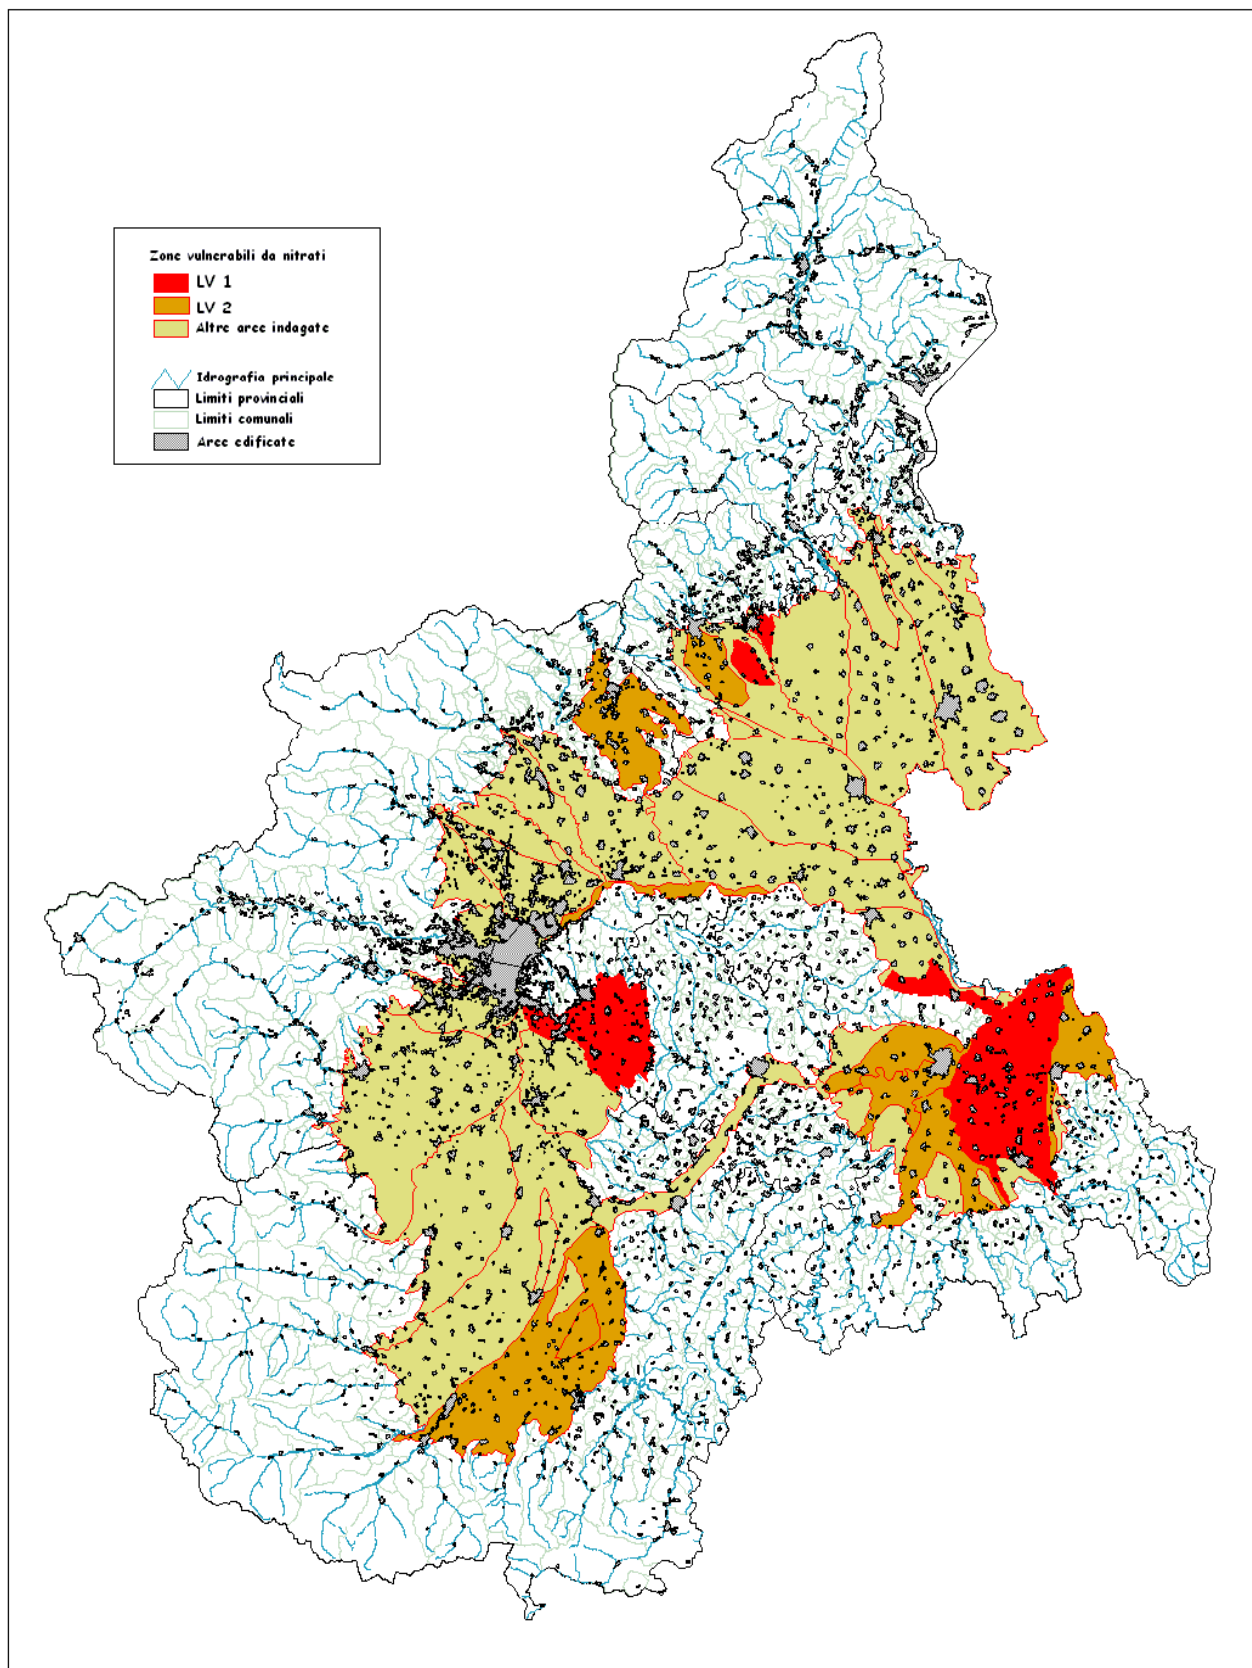 Zone vulnerabili da nitrati
LV 1
LV 2
Altre aree indagate
Idrografia principale
Limiti provinciali
Limiti comunali
Aree edificate